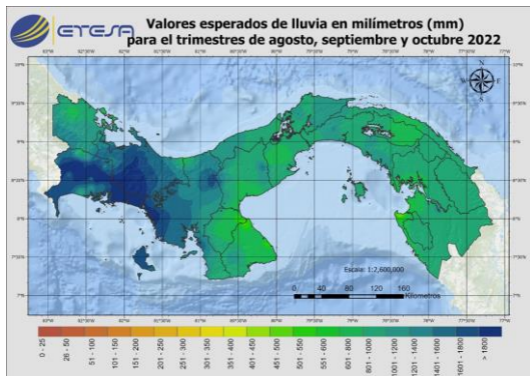 ETESA
Valores esperados de lluvia en milímetros (mm)
para el trimestres de agosto, septiembre y octubre 2022
Escala: 1:2,600,000
0 20 40 80 120 160
Kilometros
0 - 25
26 - 50
51 - 100
101 - 150
151 - 200
201 - 250
251 - 300
301 - 350
351 - 400
401 - 450
451 - 500
501 - 550
551 - 600
601 - 800
801 - 1000
1001 - 1200
1201 - 1400
1401 - 1600
1601 - 1800
> 1800